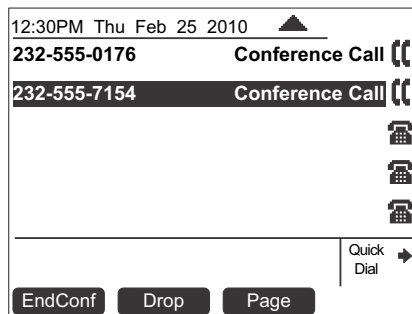 12:30PM Thu Feb 25 2010
232-555-0176 Conference Call
232-555-7154 Conference Call
Quick
Dial
EndConf Drop Page